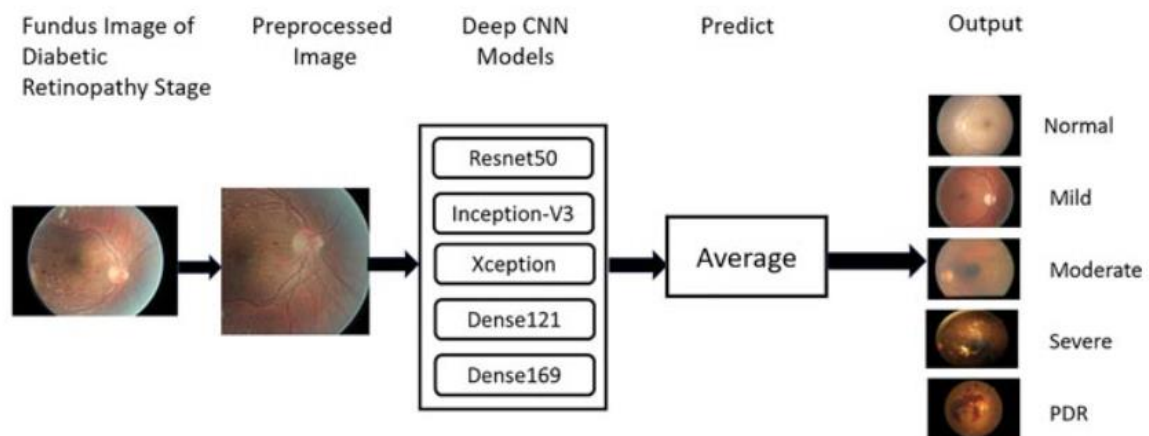 Fundus Image of
Diabetic
Retinopathy Stage
Preprocessed
Image
Deep CNN
Models
Predict
Output
Resnet50
Inception-V3
Xception
Dense121
Dense169
Average
Normal
Mild
Moderate
Severe
PDR